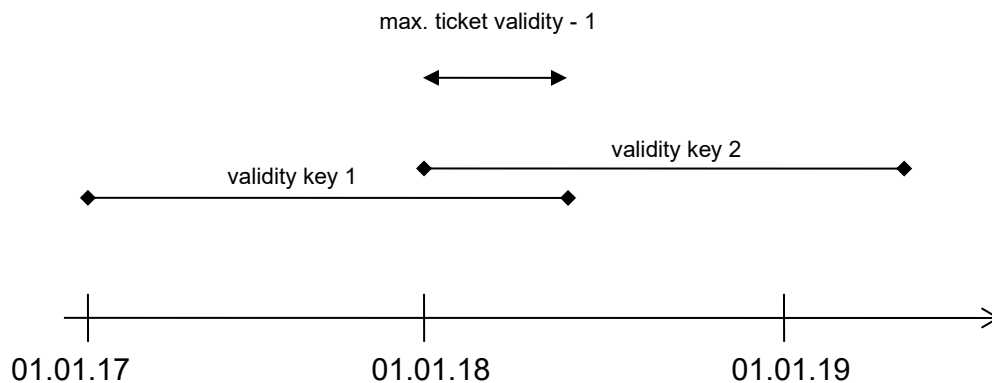 max. ticket validity - 1
validity key 2
validity key 1
01.01.17
01.01.18
01.01.19